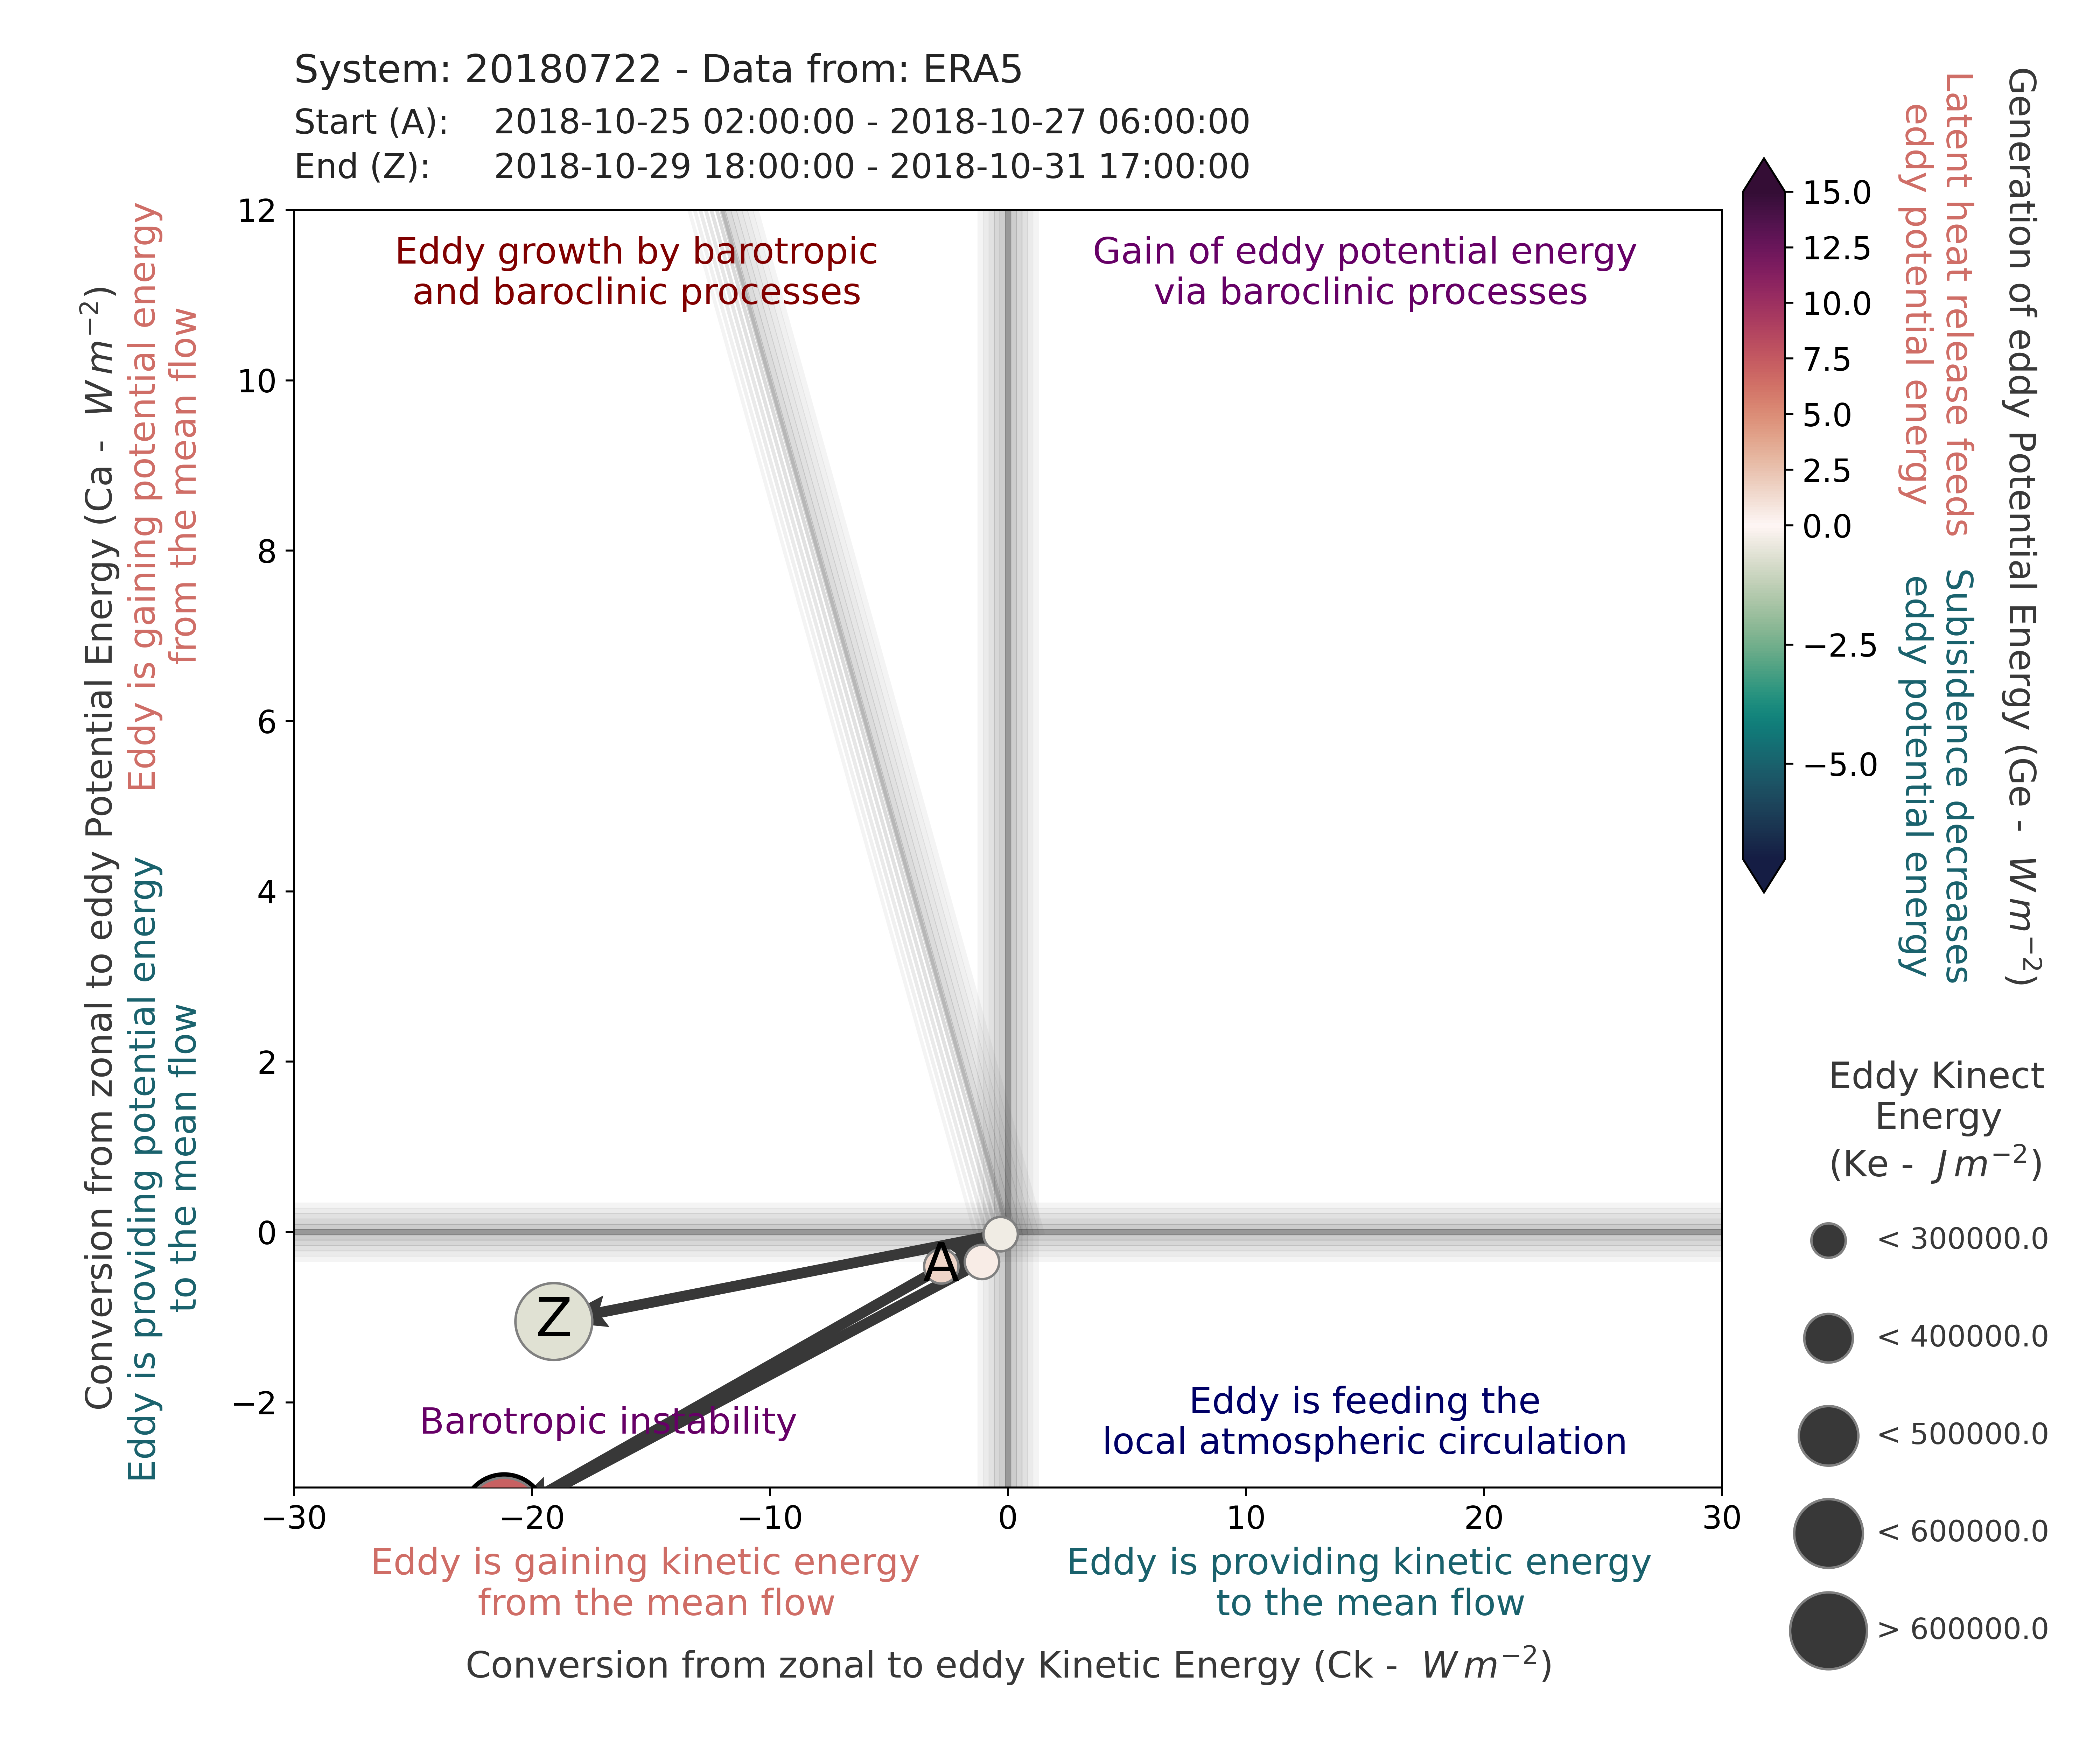 System: 20180722 - Data from: ERA5
Start (A): 2018-10-25 02:00:00 - 2018-10-27 06:00:00
End (Z): 2018-10-29 18:00:00 - 2018-10-31 17:00:00
Conversion from zonal to eddy Potential Energy (Ca - W m⁻²)
Eddy is gaining potential energy
from the mean flow
Eddy is providing potential energy
to the mean flow
12
10
8
6
4
2
0
−2
Eddy growth by barotropic
and baroclinic processes
Gain of eddy potential energy
via baroclinic processes
A
Z
Barotropic instability
Eddy is feeding the
local atmospheric circulation
−30
−20
−10
0
10
20
30
Eddy is gaining kinetic energy
from the mean flow
Eddy is providing kinetic energy
to the mean flow
Conversion from zonal to eddy Kinetic Energy (Ck - W m⁻²)
15.0
12.5
10.0
7.5
5.0
2.5
0.0
−2.5
−5.0
Latent heat release feeds
eddy potential energy
Subisidence decreases
eddy potential energy
Generation of eddy Potential Energy (Ge - W m⁻²)
Eddy Kinect
Energy
(Ke - J m⁻²)
< 300000.0
< 400000.0
< 500000.0
< 600000.0
> 600000.0